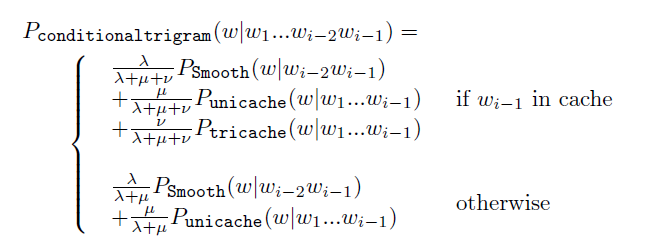 P_conditionaltrigram(w|w_1...w_{i−2}w_{i−1}) =
λ/(λ+μ+ν) P_Smooth(w|w_{i−2}w_{i−1})
+ μ/(λ+μ+ν) P_unicache(w|w_1...w_{i−1}) if w_{i−1} in cache
+ ν/(λ+μ+ν) P_tricache(w|w_1...w_{i−1})
λ/(λ+μ) P_Smooth(w|w_{i−2}w_{i−1})
otherwise
+ μ/(λ+μ) P_unicache(w|w_1...w_{i−1})